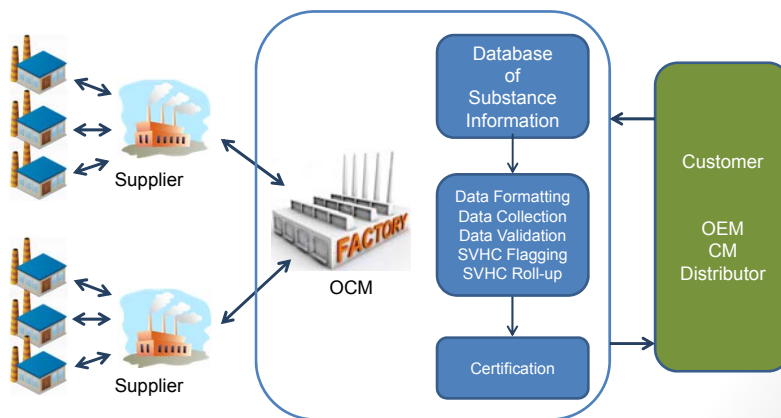 Supplier
Supplier
FACTORY
OCM
Database
of
Substance
Information
Data Formatting
Data Collection
Data Validation
SVHC Flagging
SVHC Roll-up
Certification
Customer
OEM
CM
Distributor